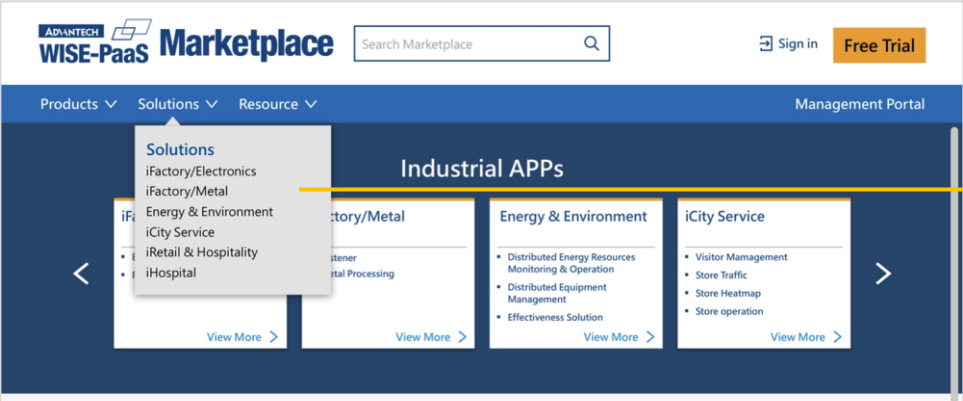 ADVANTECH
WISE-PaaS Marketplace
Search Marketplace
Sign in
Free Trial
Products
Solutions
Resource
Management Portal
Solutions
iFactory/Electronics
iFactory/Metal
Energy & Environment
iCity Service
iRetail & Hospitality
iHospital
Industrial APPs
ctory/Metal
stener
etal Processing
View More
View More
Energy & Environment
Distributed Energy Resources
Monitoring & Operation
Distributed Equipment
Management
Effectiveness Solution
View More
iCity Service
Visitor Management
Store Traffic
Store Heatmap
Store operation
View More